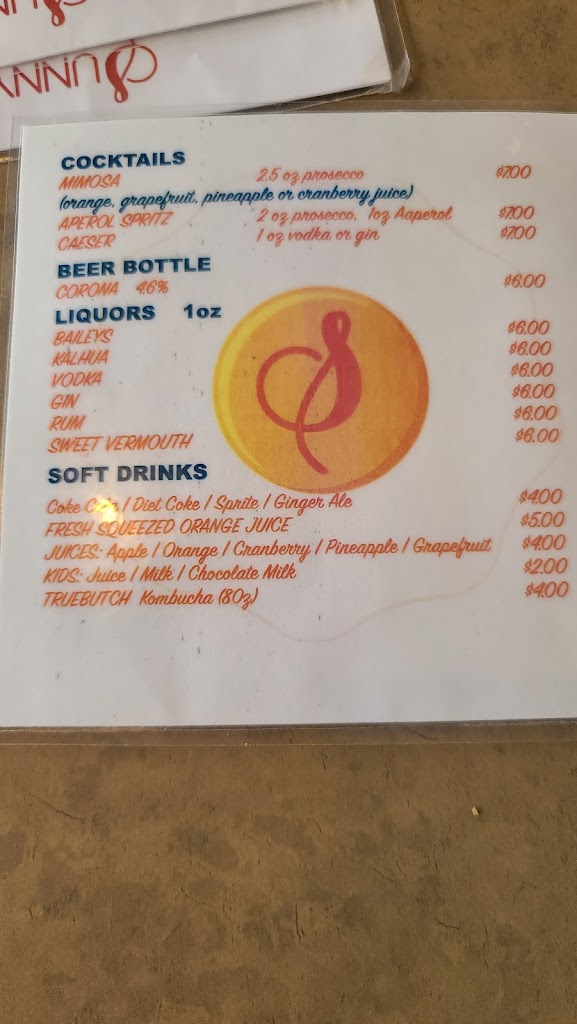 SUNNY
COCKTAILS
MIMOSA 2.5 oz prosecco $7.00
(orange, grapefruit, pineapple or cranberry juice)
APEROL SPRITZ 2 oz prosecco, 1oz Aaperol $7.00
CAESER 1 oz vodka or gin $7.00
BEER BOTTLE
CORONA 4.6% $6.00
LIQUORS 1oz
BAILEYS $6.00
KALHUA $6.00
VODKA $6.00
GIN $6.00
RUM $6.00
SWEET VERMOUTH $6.00
S
SOFT DRINKS
Coke / Diet Coke / Sprite / Ginger Ale $4.00
FRESH SQUEEZED ORANGE JUICE $5.00
JUICES: Apple / Orange / Cranberry / Pineapple / Grapefruit $4.00
KIDS: Juice / Milk / Chocolate Milk $2.00
TRUEBUTCH Kombucha (8Oz) $4.00